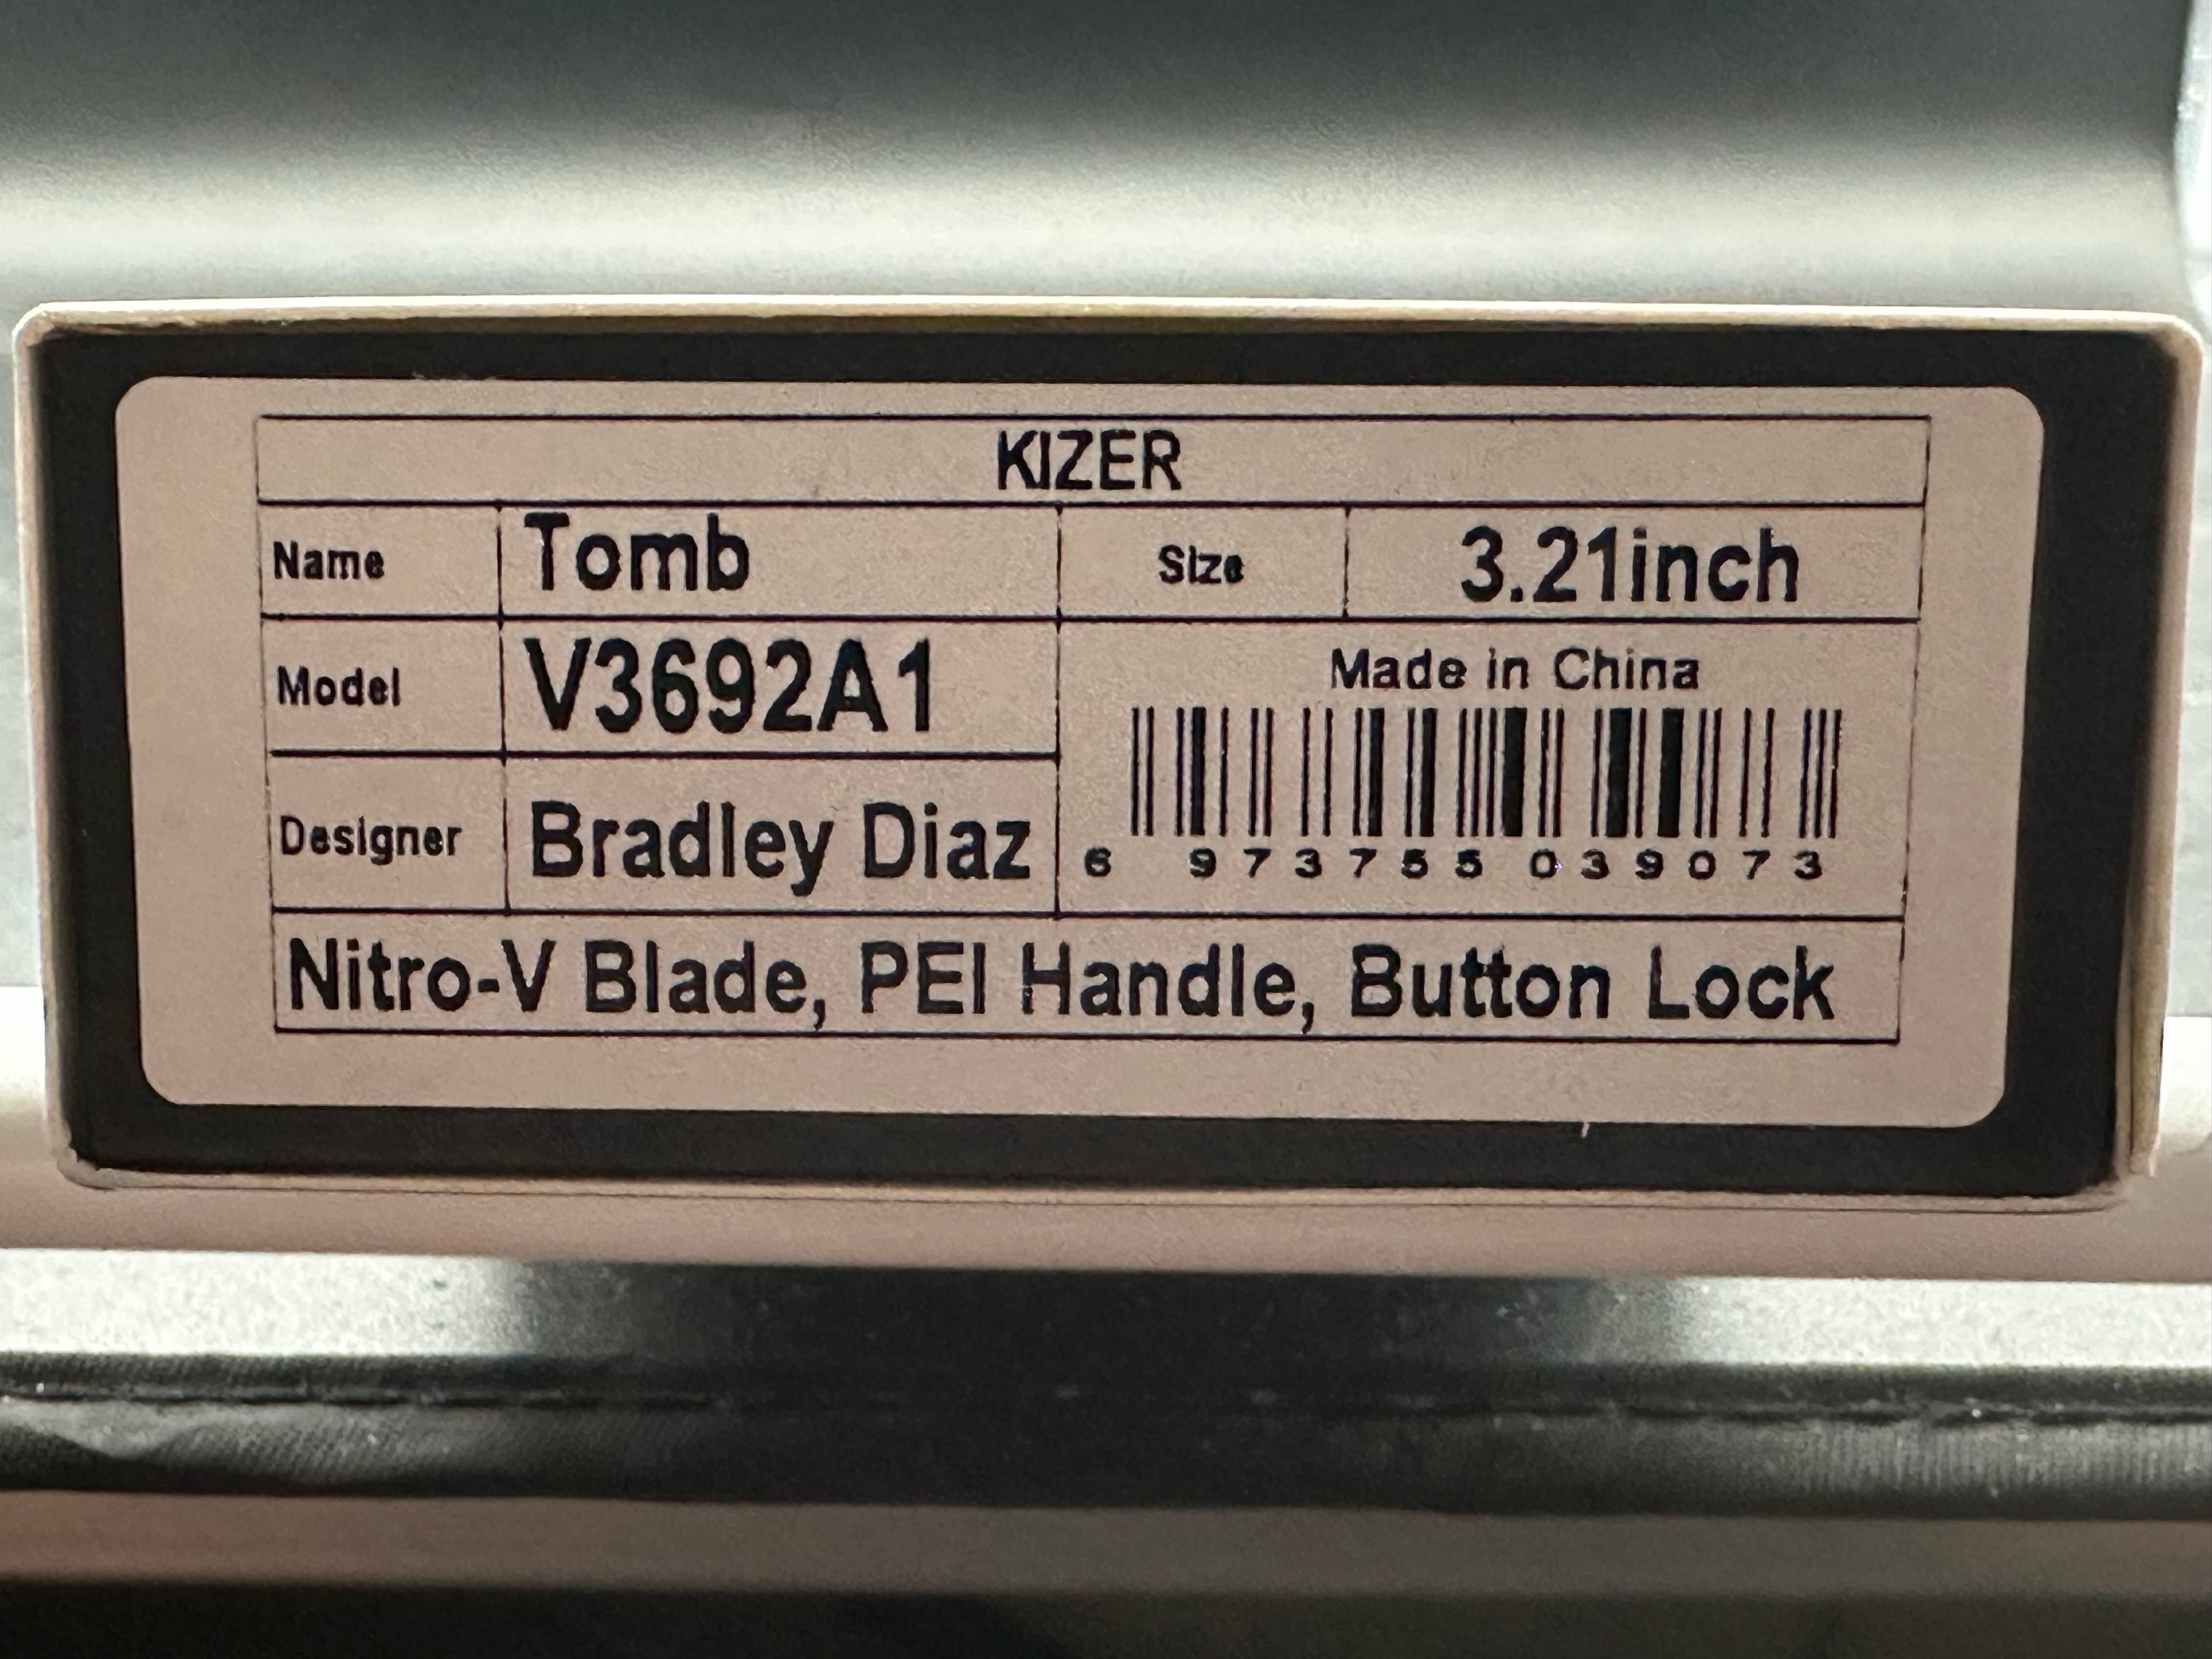 KIZER
Name Tomb Size 3.21inch
Model V3692A1 Made in China
Designer Bradley Diaz 6 973755 039073
Nitro-V Blade, PEI Handle, Button Lock